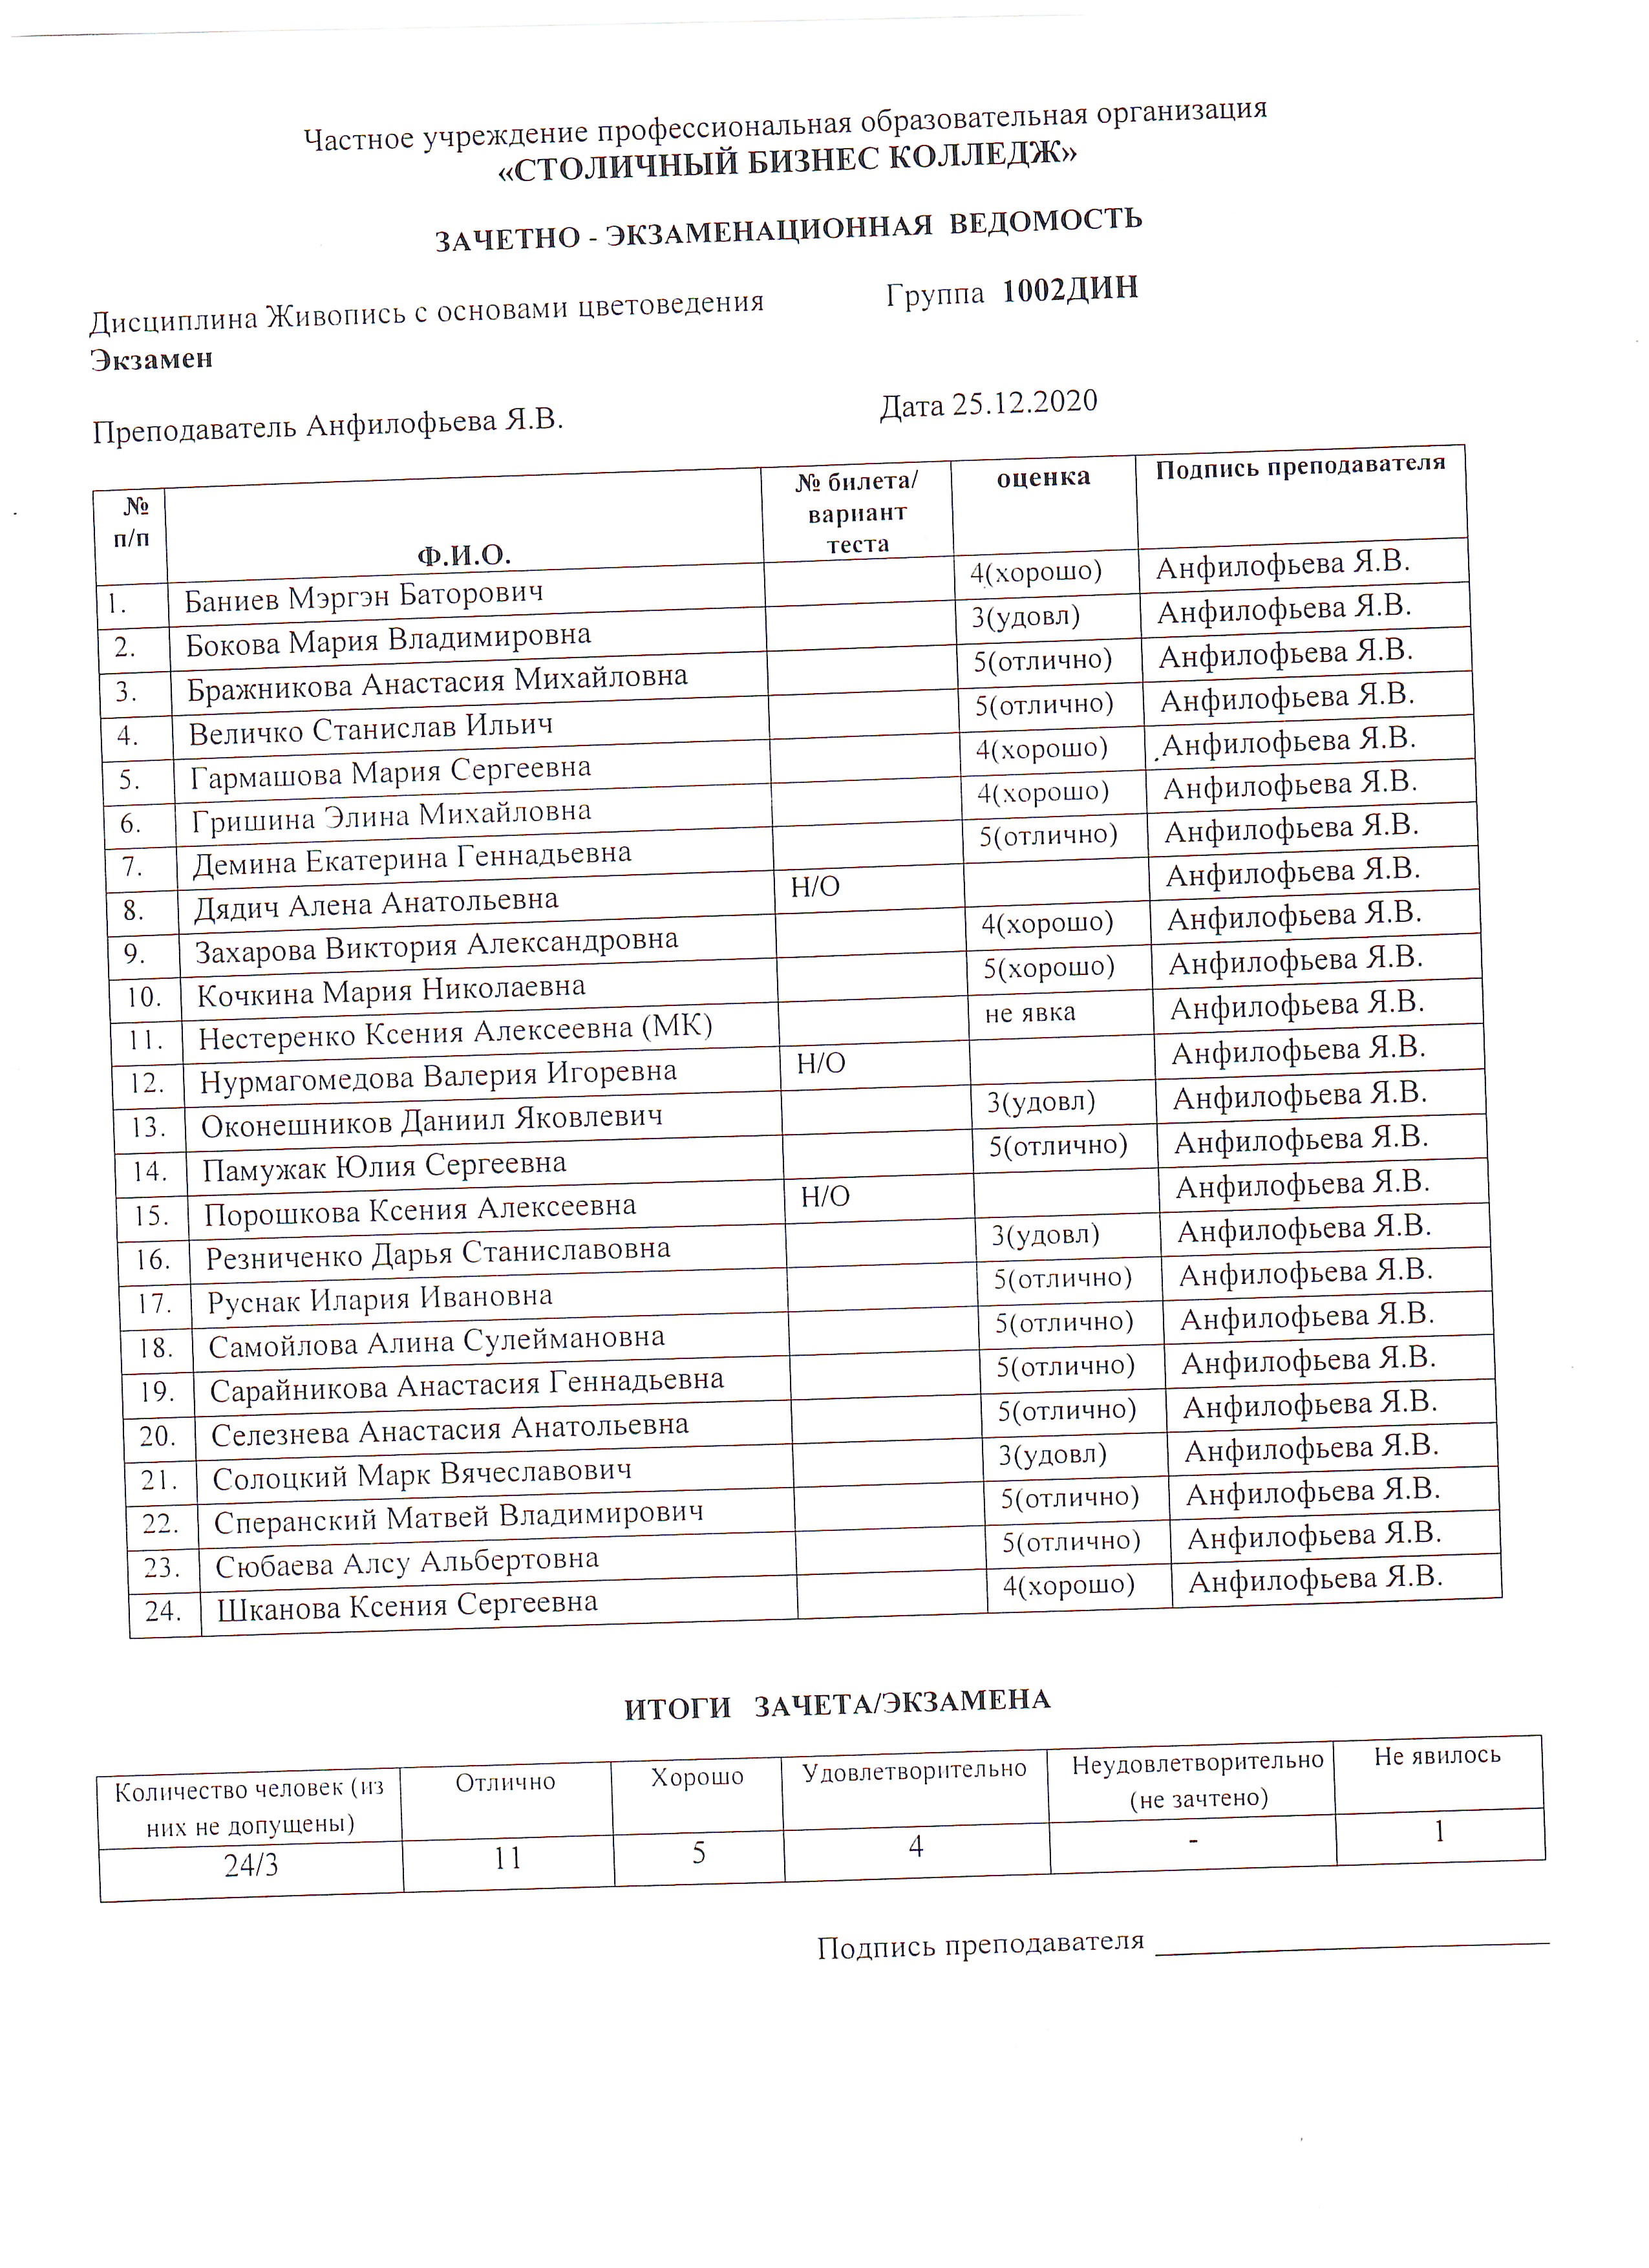 Частное учреждение профессиональная образовательная организация
«СТОЛИЧНЫЙ БИЗНЕС КОЛЛЕДЖ»
ЗАЧЕТНО - ЭКЗАМЕНАЦИОННАЯ ВЕДОМОСТЬ
Дисциплина Живопись с основами цветоведения Группа 1002ДИН
Экзамен
Преподаватель Анфилофьева Я.В. Дата 25.12.2020
№ п/п Ф.И.О. № билета/ вариант теста оценка Подпись преподавателя
1. Баниев Мэргэн Баторович 4(хорошо) Анфилофьева Я.В.
2. Бокова Мария Владимировна 3(удовл) Анфилофьева Я.В.
3. Бражникова Анастасия Михайловна 5(отлично) Анфилофьева Я.В.
4. Величко Станислав Ильич 5(отлично) Анфилофьева Я.В.
5. Гармашова Мария Сергеевна 4(хорошо) Анфилофьева Я.В.
6. Гришина Элина Михайловна 4(хорошо) Анфилофьева Я.В.
7. Демина Екатерина Геннадьевна 5(отлично) Анфилофьева Я.В.
8. Дядич Алена Анатольевна Н/О Анфилофьева Я.В.
9. Захарова Виктория Александровна 4(хорошо) Анфилофьева Я.В.
10. Кочкина Мария Николаевна 5(хорошо) Анфилофьева Я.В.
11. Нестеренко Ксения Алексеевна (МК) не явка Анфилофьева Я.В.
12. Нурмагомедова Валерия Игоревна Н/О Анфилофьева Я.В.
13. Оконешников Даниил Яковлевич 3(удовл) Анфилофьева Я.В.
14. Памужак Юлия Сергеевна 5(отлично) Анфилофьева Я.В.
15. Порошкова Ксения Алексеевна Н/О Анфилофьева Я.В.
16. Резниченко Дарья Станиславовна 3(удовл) Анфилофьева Я.В.
17. Руснак Илария Ивановна 5(отлично) Анфилофьева Я.В.
18. Самойлова Алина Сулеймановна 5(отлично) Анфилофьева Я.В.
19. Сарайникова Анастасия Геннадьевна 5(отлично) Анфилофьева Я.В.
20. Селезнева Анастасия Анатольевна 5(отлично) Анфилофьева Я.В.
21. Солоцкий Марк Вячеславович 3(удовл) Анфилофьева Я.В.
22. Сперанский Матвей Владимирович 5(отлично) Анфилофьева Я.В.
23. Сюбаева Алсу Альбертовна 5(отлично) Анфилофьева Я.В.
24. Шканова Ксения Сергеевна 4(хорошо) Анфилофьева Я.В.
ИТОГИ ЗАЧЕТА/ЭКЗАМЕНА
Количество человек (из них не допущены) Отлично Хорошо Удовлетворительно Неудовлетворительно (не зачтено) Не явилось
24/3 11 5 4 - 1
Подпись преподавателя